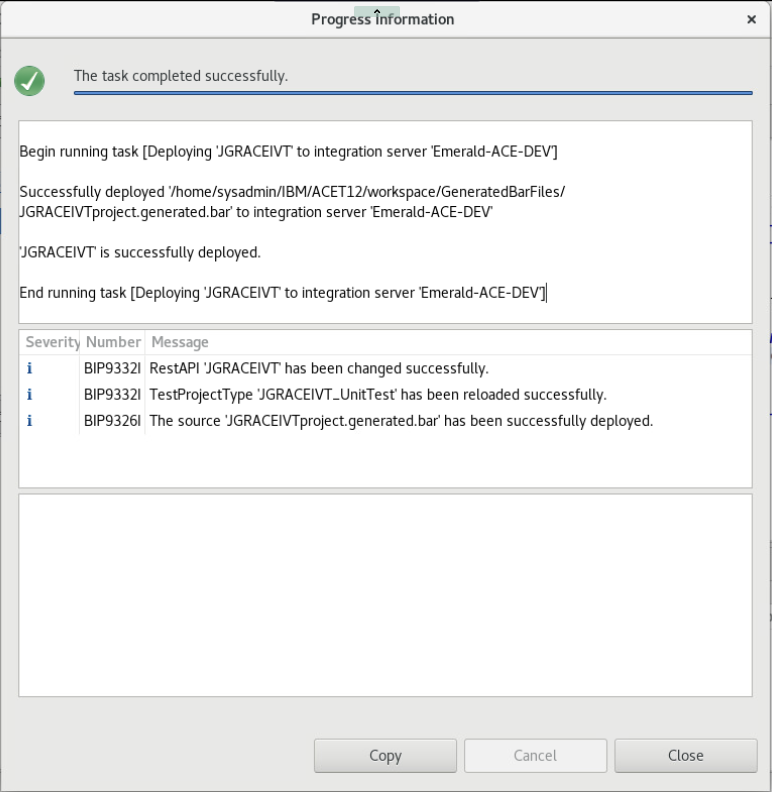 Progress Information
×
The task completed successfully.
Begin running task [Deploying 'JGRACEIVT' to integration server 'Emerald-ACE-DEV']
Successfully deployed '/home/sysadmin/IBM/ACET12/workspace/GeneratedBarFiles/
JGRACEIVTproject.generated.bar' to integration server 'Emerald-ACE-DEV'
'JGRACEIVT' is successfully deployed.
End running task [Deploying 'JGRACEIVT' to integration server 'Emerald-ACE-DEV']
Severity Number Message
i BIP9332I RestAPI 'JGRACEIVT' has been changed successfully.
i BIP9332I TestProjectType 'JGRACEIVT_UnitTest' has been reloaded successfully.
i BIP9326I The source 'JGRACEIVTproject.generated.bar' has been successfully deployed.
Copy Cancel Close